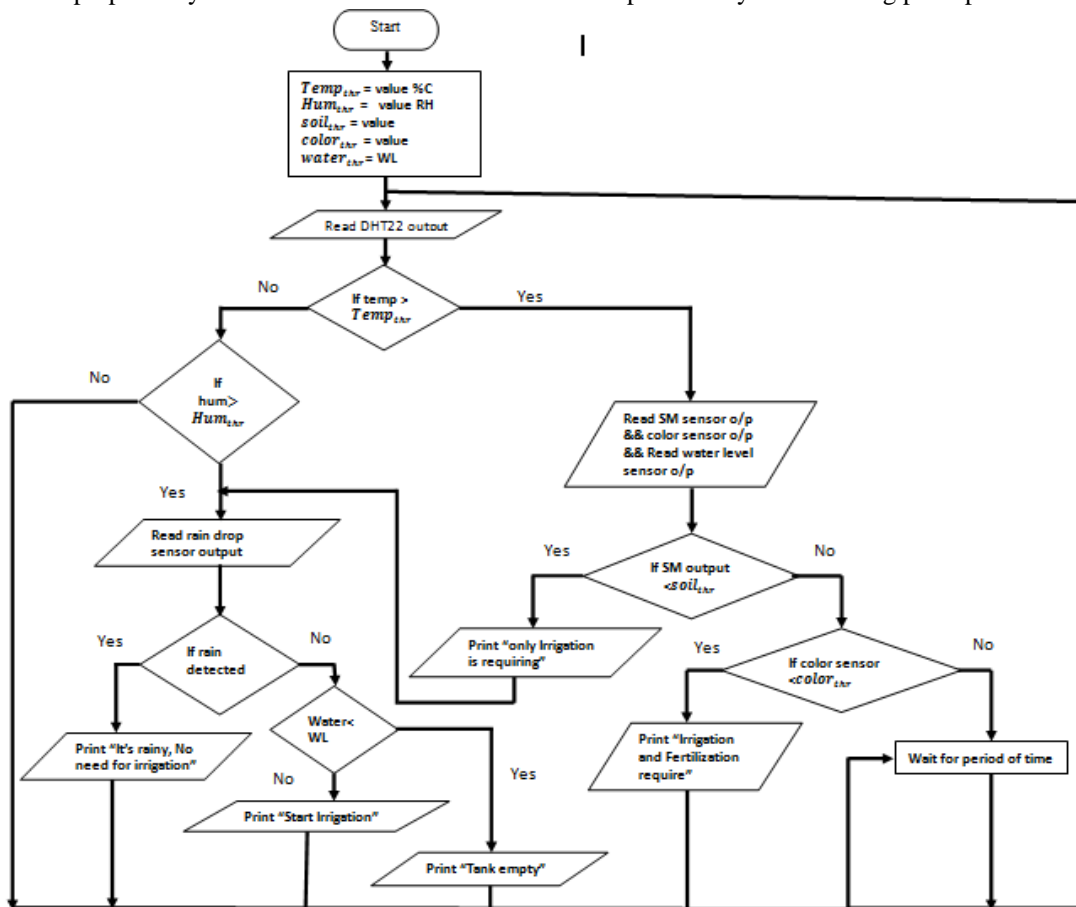 Start
Temp_thr = value %C
Hum_thr = value RH
soil_thr = value
color_thr = value
water_thr = WL
Read DHT22 output
No
If temp >
Temp_thr
Yes
No
If
hum>
Hum_thr
Read SM sensor o/p
&& color sensor o/p
&& Read water level
sensor o/p
Yes
Read rain drop
sensor output
Yes
If SM output
<soil_thr
No
Yes
If rain
detected
No
Print “only Irrigation
is requiring”
Yes
If color sensor
<color_thr
No
Water<
WL
Print “It’s rainy, No
need for irrigation”
Print “Irrigation
and Fertilization
require”
Wait for period of time
No
Yes
Print “Start Irrigation”
Print “Tank empty”